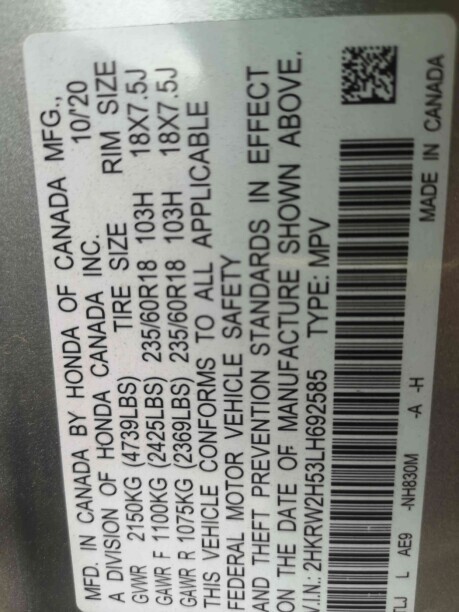 MFD. IN CANADA BY HONDA OF CANADA MFG.,
A DIVISION OF HONDA CANADA INC. 10/'20
GVWR 2150KG (4739LBS) TIRE SIZE RIM SIZE
GAWR F 1100KG (2425LBS) 235/60R18 103H 18X7.5J
GAWR R 1075KG (2369LBS) 235/60R18 103H 18X7.5J
THIS VEHICLE CONFORMS TO ALL APPLICABLE
FEDERAL MOTOR VEHICLE SAFETY
AND THEFT PREVENTION STANDARDS IN EFFECT
ON THE DATE OF MANUFACTURE SHOWN ABOVE.
V.I.N.: 2HKRW2H53LH692585 TYPE: MPV
LJ L AE9 -NH830M -A -H MADE IN CANADA